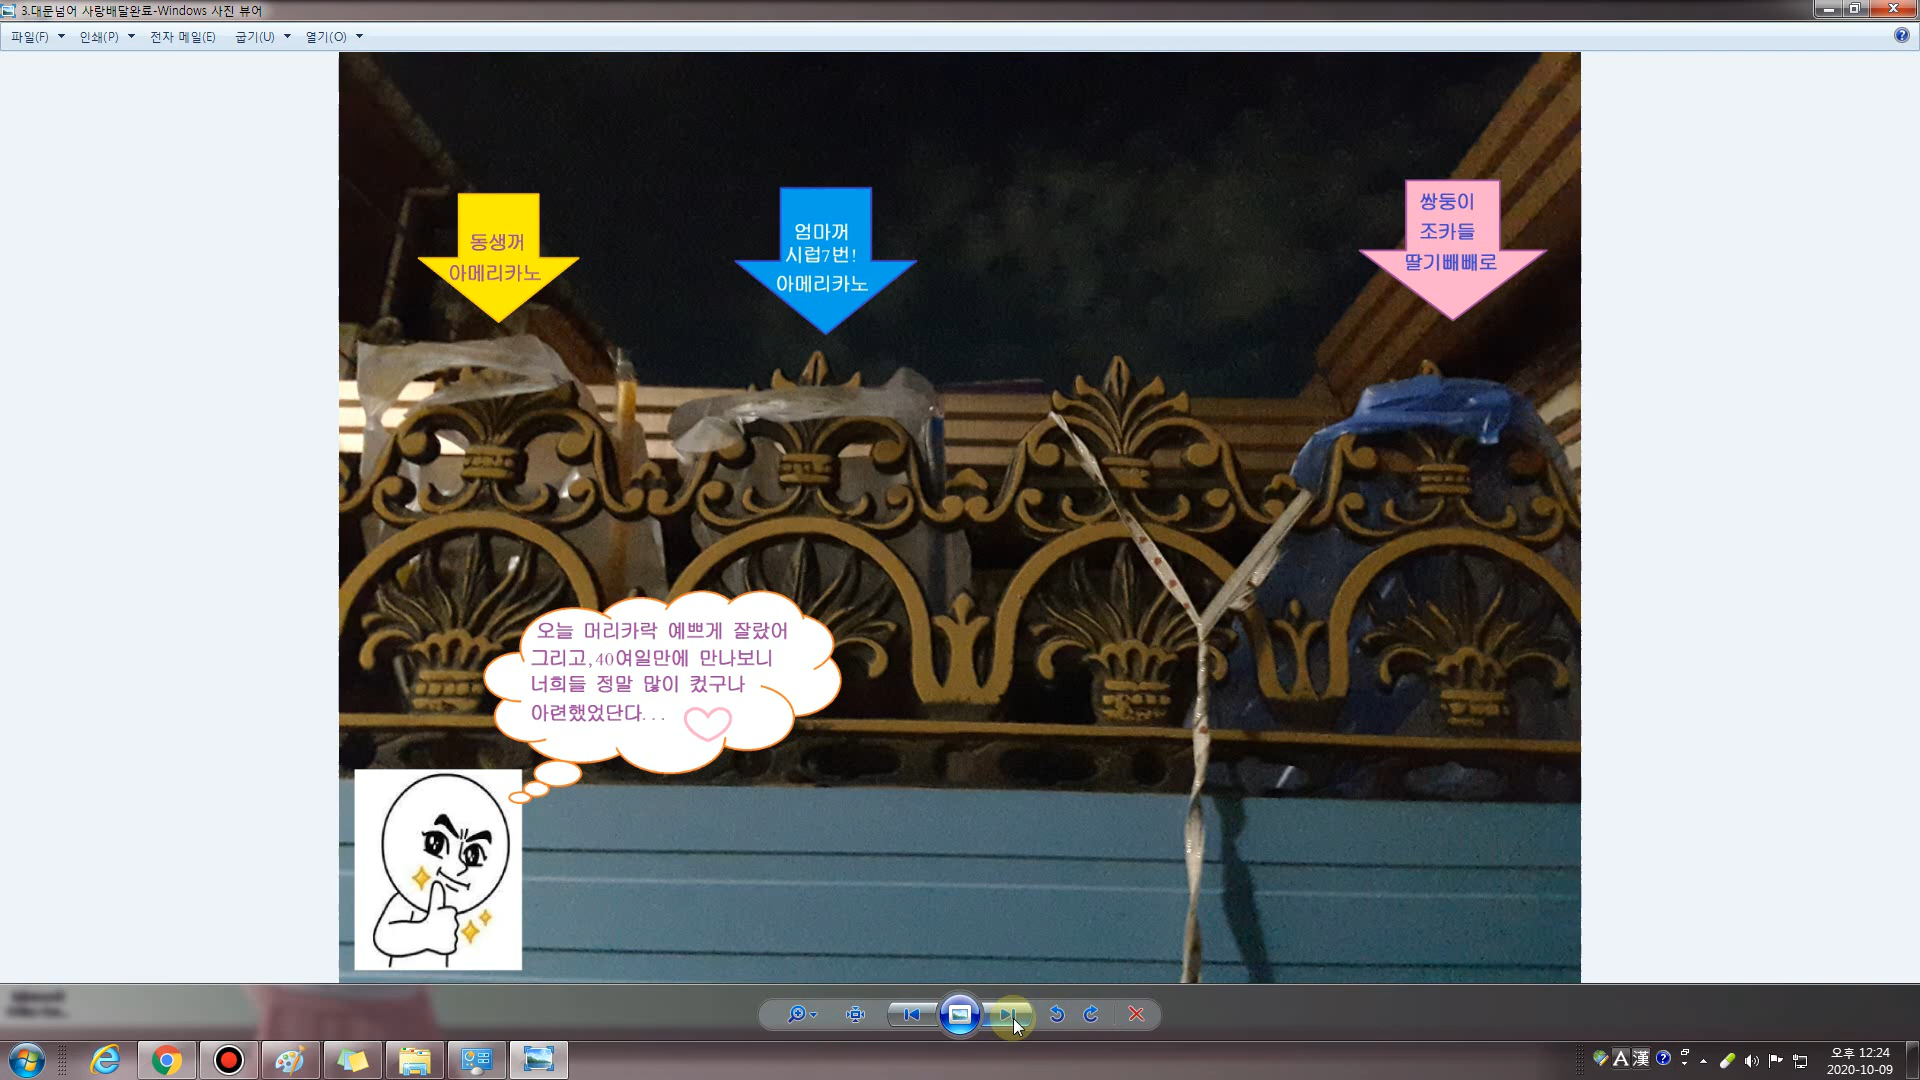 3.대문넘어 사랑배달완료-Windows 사진 뷰어
파일(F) 인쇄(P) 전자 메일(E) 굽기(U) 열기(O)
동생꺼
아메리카노
엄마꺼
시럽7번!
아메리카노
쌍둥이
조카들
딸기빼빼로
오늘 머리카락 예쁘게 잘랐어
그리고,40여일만에 만나보니
너희들 정말 많이 컸구나
아련했었단다...
A 漢
오후 12:24
2020-10-09